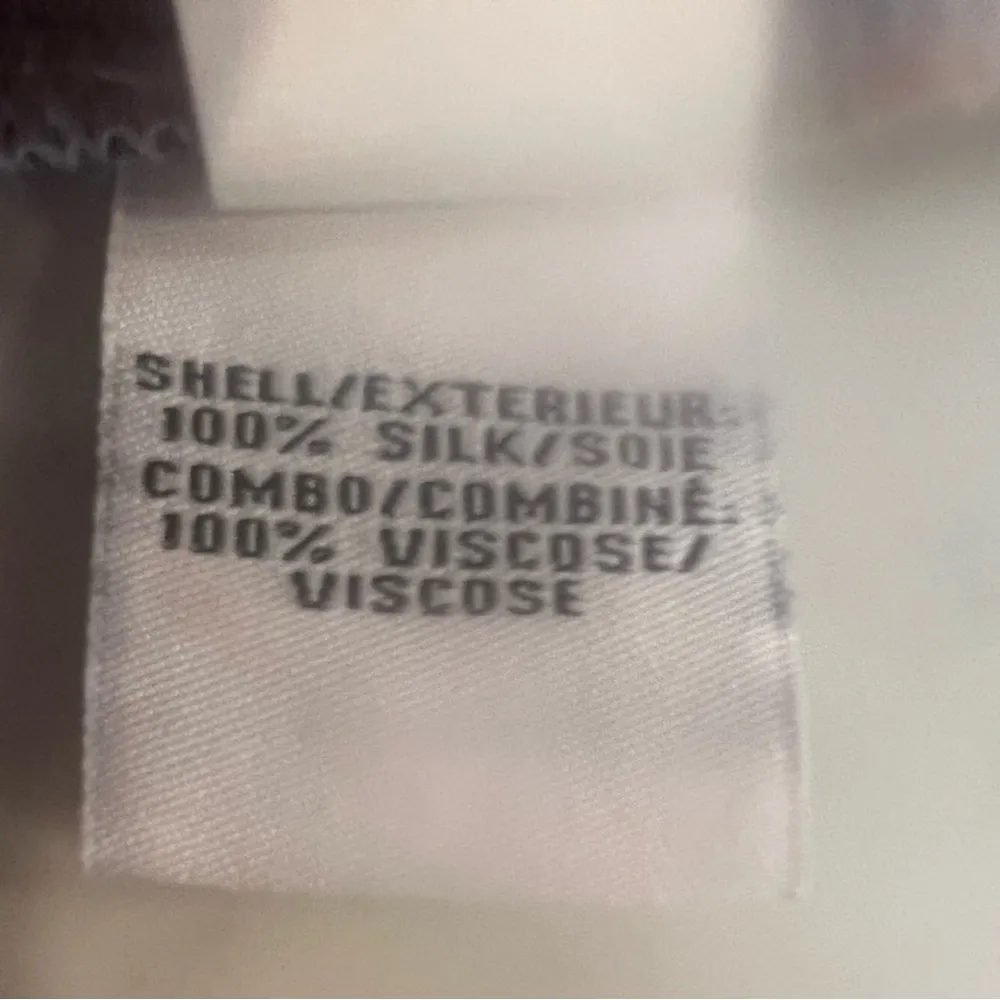 SHELL/EXTERIEUR:
100% SILK/SOIE
COMBO/COMBINÉ:
100% VISCOSE/
VISCOSE